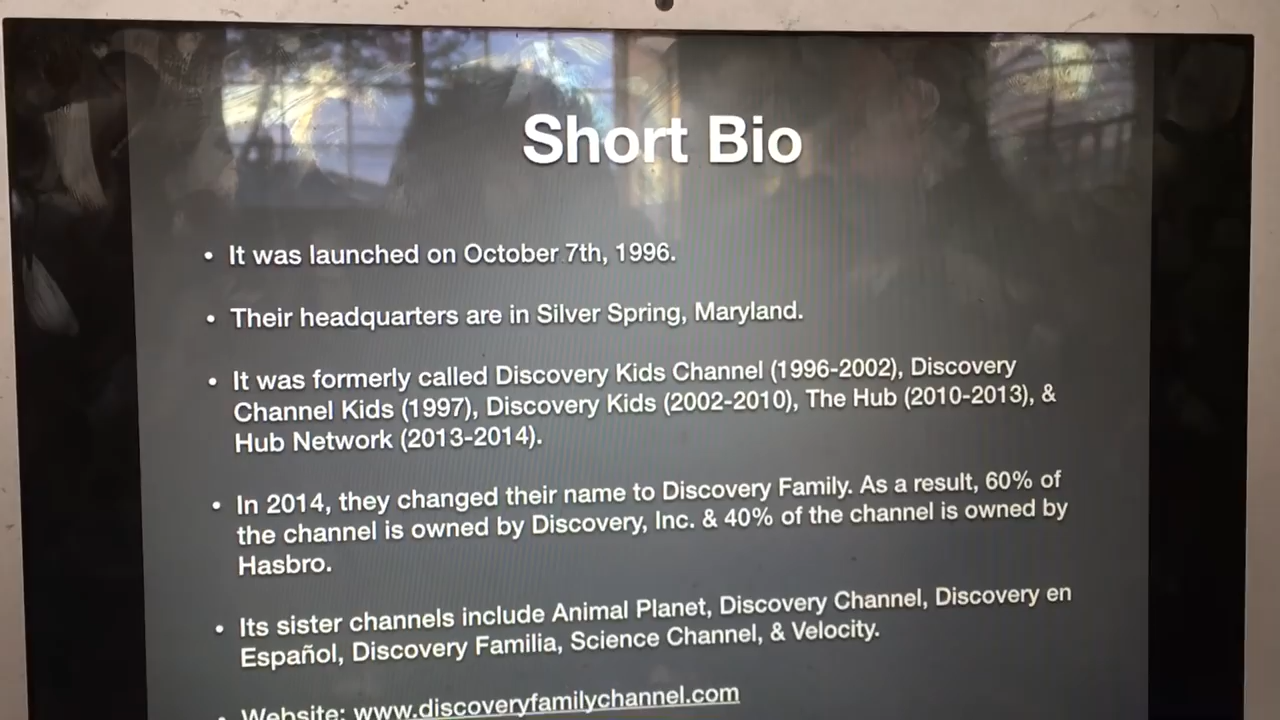 Short Bio
• It was launched on October 7th, 1996.
• Their headquarters are in Silver Spring, Maryland.
• It was formerly called Discovery Kids Channel (1996-2002), Discovery
Channel Kids (1997), Discovery Kids (2002-2010), The Hub (2010-2013), &
Hub Network (2013-2014).
• In 2014, they changed their name to Discovery Family. As a result, 60% of
the channel is owned by Discovery, Inc. & 40% of the channel is owned by
Hasbro.
• Its sister channels include Animal Planet, Discovery Channel, Discovery en
Español, Discovery Familia, Science Channel, & Velocity.
• Website: www.discoveryfamilychannel.com